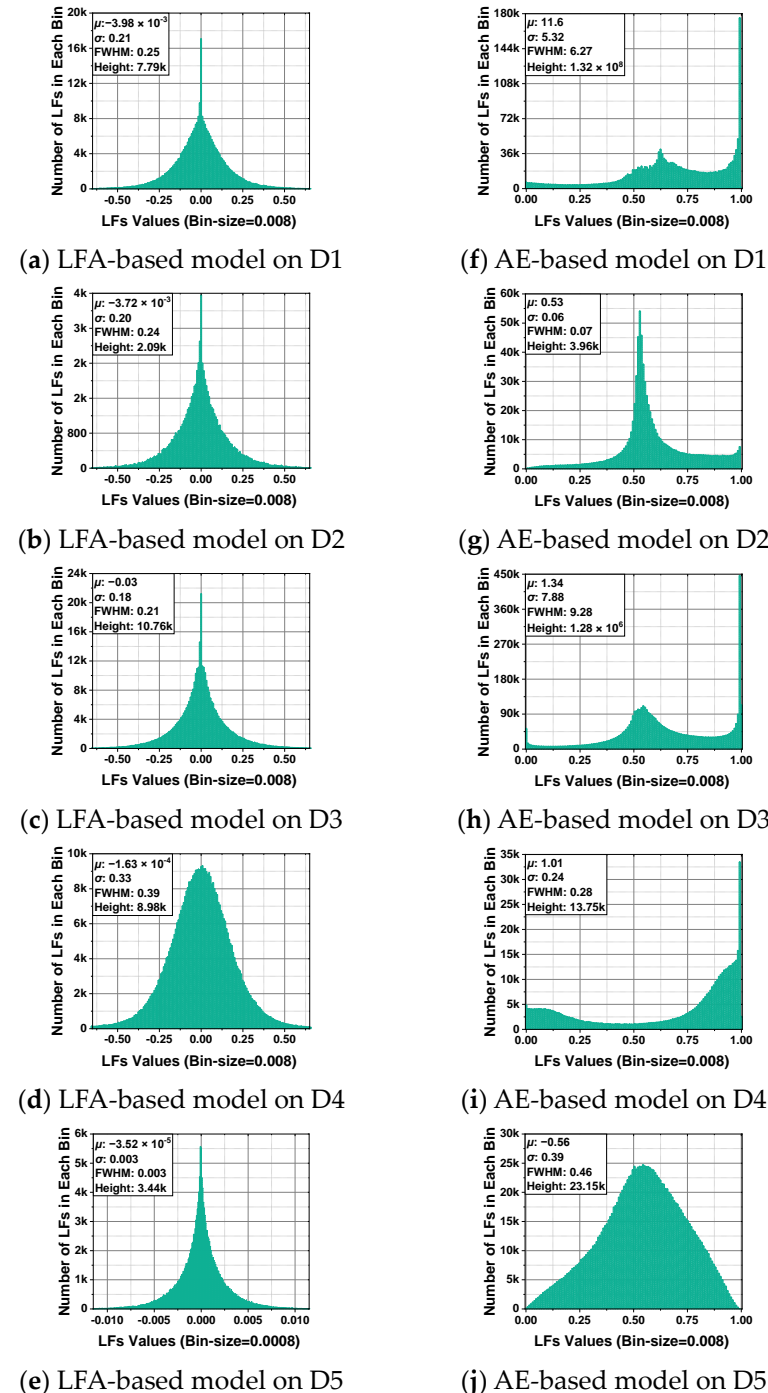 20k
16k
12k
8k
4k
0
Number of LFs in Each Bin
μ:−3.98 × 10⁻³
σ: 0.21
FWHM: 0.25
Height: 7.79k
-0.50 -0.25 0.00 0.25 0.50
LFs Values (Bin-size=0.008)
(a) LFA-based model on D1
180k
144k
108k
72k
36k
0
Number of LFs in Each Bin
μ: 11.6
σ: 5.32
FWHM: 6.27
Height: 1.32 × 10⁸
0.00 0.25 0.50 0.75 1.00
LFs Values (Bin-size=0.008)
(f) AE-based model on D1
4k
3k
2k
2k
800
0
Number of LFs in Each Bin
μ: −3.72 × 10⁻³
σ: 0.20
FWHM: 0.24
Height: 2.09k
-0.50 -0.25 0.00 0.25 0.50
LFs Values (Bin-size=0.008)
(b) LFA-based model on D2
60k
50k
40k
30k
20k
10k
0
Number of LFs in Each Bin
μ: 0.53
σ: 0.06
FWHM: 0.07
Height: 3.96k
0.00 0.25 0.50 0.75 1.00
LFs Values (Bin-size=0.008)
(g) AE-based model on D2
24k
20k
16k
12k
8k
4k
0
Number of LFs in Each Bin
μ: −0.03
σ: 0.18
FWHM: 0.21
Height: 10.76k
-0.50 -0.25 0.00 0.25 0.50
LFs Values (Bin-size=0.008)
(c) LFA-based model on D3
450k
360k
270k
180k
90k
0
Number of LFs in Each Bin
μ: 1.34
σ: 7.88
FWHM: 9.28
Height: 1.28 × 10⁶
0.00 0.25 0.50 0.75 1.00
LFs Values (Bin-size=0.008)
(h) AE-based model on D3
10k
8k
6k
4k
2k
0
Number of LFs in Each Bin
μ: −1.63 × 10⁻⁴
σ: 0.33
FWHM: 0.39
Height: 8.98k
-0.50 -0.25 0.00 0.25 0.50
LFs Values (Bin-size=0.008)
(d) LFA-based model on D4
35k
30k
25k
20k
15k
10k
5k
0
Number of LFs in Each Bin
μ: 1.01
σ: 0.24
FWHM: 0.28
Height: 13.75k
0.00 0.25 0.50 0.75 1.00
LFs Values (Bin-size=0.008)
(i) AE-based model on D4
6k
5k
4k
3k
2k
1k
0
Number of LFs in Each Bin
μ: −3.52 × 10⁻⁵
σ: 0.003
FWHM: 0.003
Height: 3.44k
-0.010 -0.005 0.000 0.005 0.010
LFs Values (Bin-size=0.0008)
(e) LFA-based model on D5
30k
25k
20k
15k
10k
5k
0
Number of LFs in Each Bin
μ: −0.56
σ: 0.39
FWHM: 0.46
Height: 23.15k
0.00 0.25 0.50 0.75 1.00
LFs Values (Bin-size=0.008)
(j) AE-based model on D5